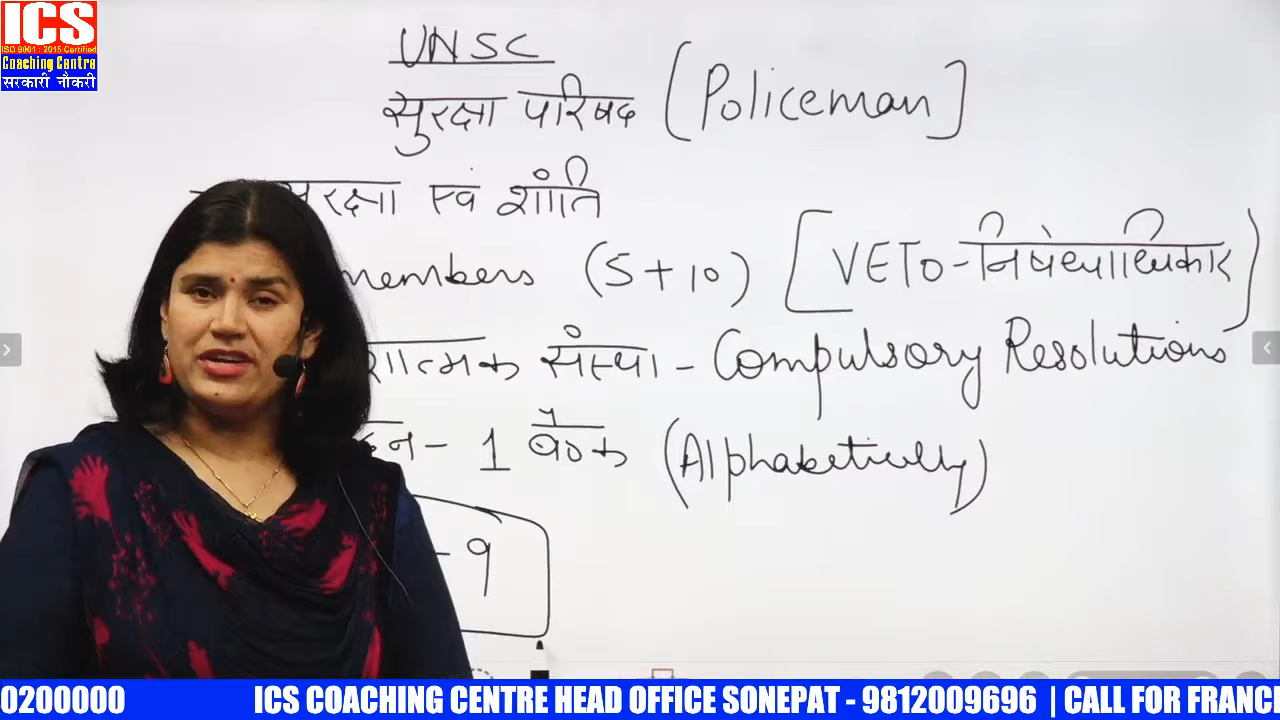 ICS
ISO 9001 : 2015 Certified
Coaching Centre
सरकारी नौकरी
UNSC
सुरक्षा परिषद [Policeman]
सुरक्षा एवं शांति
members (5+10) [VETO-निषेधाधिकार]
संस्था - Compulsory Resolutions
- 1 बैठक (Alphabetically)
- 9
0200000 ICS COACHING CENTRE HEAD OFFICE SONEPAT - 9812009696 | CALL FOR FRANC